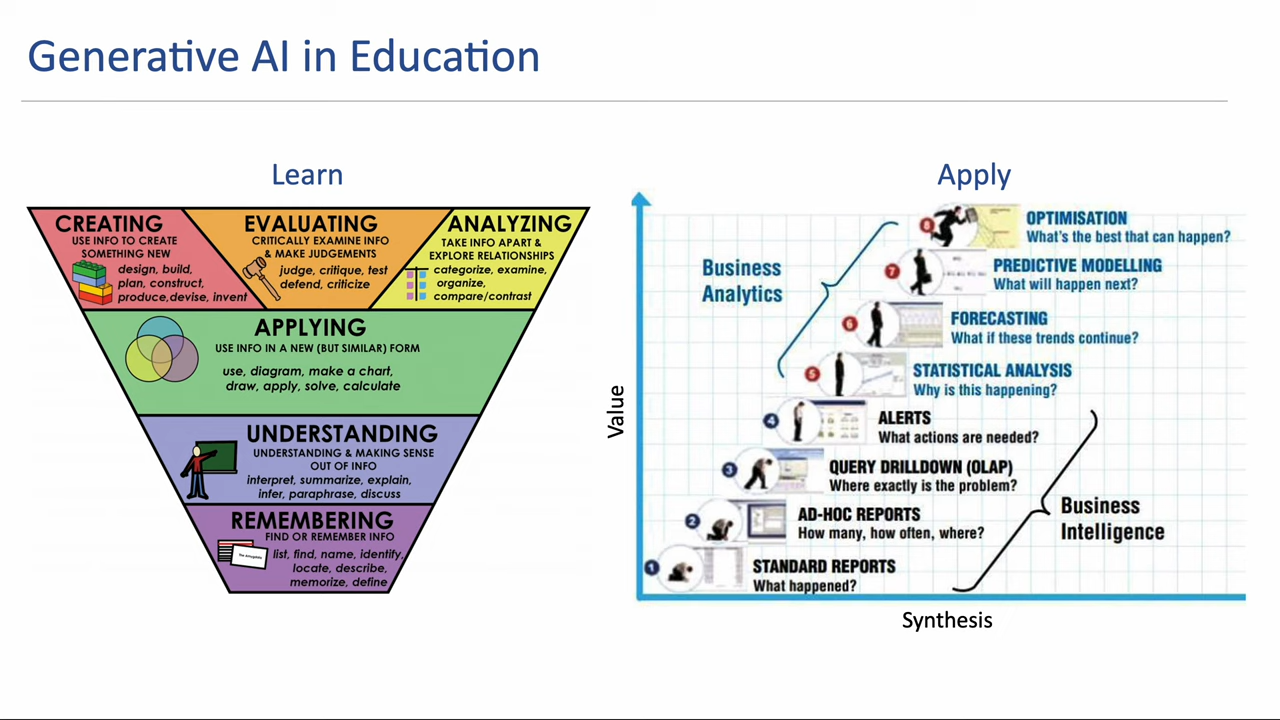 Generative AI in Education
Learn
CREATING
USE INFO TO CREATE
SOMETHING NEW
design, build,
plan, construct,
produce,devise, invent
EVALUATING
CRITICALLY EXAMINE INFO
& MAKE JUDGEMENTS
judge, critique, test
defend, criticize
ANALYZING
TAKE INFO APART &
EXPLORE RELATIONSHIPS
categorize, examine,
organize,
compare/contrast
APPLYING
USE INFO IN A NEW (BUT SIMILAR) FORM
use, diagram, make a chart,
draw, apply, solve, calculate
UNDERSTANDING
UNDERSTANDING & MAKING SENSE
OUT OF INFO
interpret, summarize, explain,
infer, paraphrase, discuss
REMEMBERING
FIND OR REMEMBER INFO
list, find, name, identify,
locate, describe,
memorize, define
Apply
Value
Business
Analytics
8
OPTIMISATION
What's the best that can happen?
7
PREDICTIVE MODELLING
What will happen next?
6
FORECASTING
What if these trends continue?
5
STATISTICAL ANALYSIS
Why is this happening?
4
ALERTS
What actions are needed?
3
QUERY DRILLDOWN (OLAP)
Where exactly is the problem?
2
AD-HOC REPORTS
How many, how often, where?
1
STANDARD REPORTS
What happened?
Business
Intelligence
Synthesis